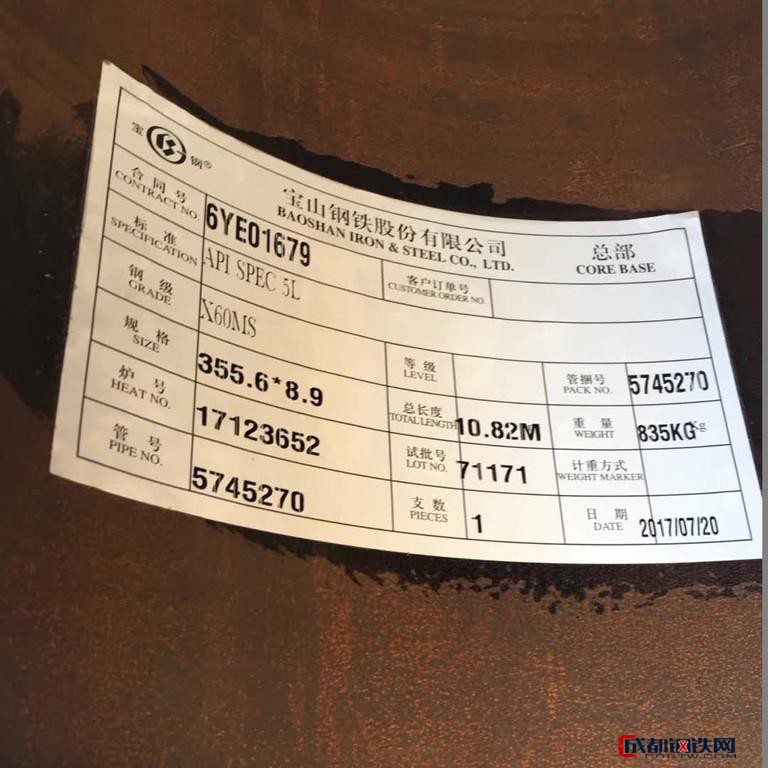 宝 钢®
宝山钢铁股份有限公司
BAOSHAN IRON & STEEL CO., LTD.
总部
CORE BASE
合同号
CONTRACT NO.
6YE01679
客户订单号
CUSTOMER ORDER NO.
标准
SPECIFICATION
API SPEC 5L
钢级
GRADE
X60MS
等级
LEVEL
管捆号
PACK NO.
5745270
规格
SIZE
355.6*8.9
总长度
TOTAL LENGTH
10.82M
重量
WEIGHT
835KG
Kg
炉号
HEAT NO.
17123652
试批号
LOT NO.
71171
计重方式
WEIGHT MARKER
管号
PIPE NO.
5745270
支数
PIECES
1
日期
DATE
2017/07/20
成都钢铁网